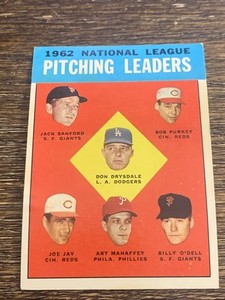 1962 NATIONAL LEAGUE
PITCHING LEADERS
JACK SANFORD
S. F. GIANTS
BOB PURKEY
CIN. REDS
DON DRYSDALE
L. A. DODGERS
JOE JAY
CIN. REDS
ART MAHAFFEY
PHILA. PHILLIES
BILLY O'DELL
S. F. GIANTS